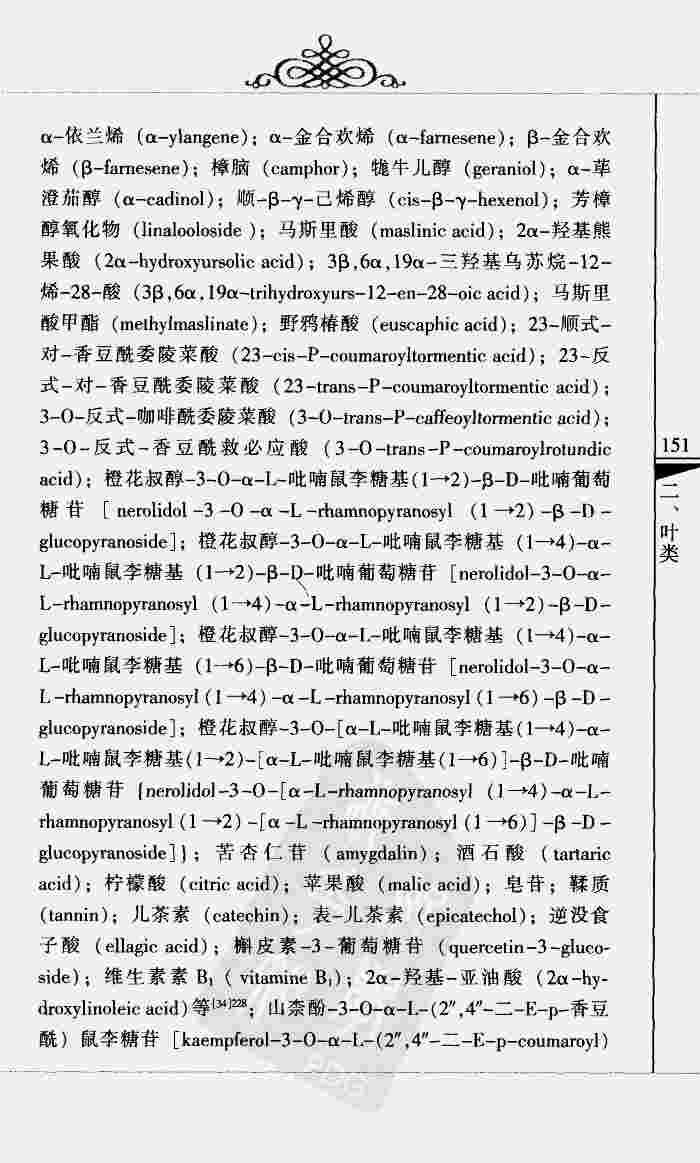 α-依兰烯 (α-ylangene); α-金合欢烯 (α-farnesene); β-金合欢
烯 (β-farnesene); 樟脑 (camphor); 牻牛儿醇 (geraniol); α-荜
澄茄醇 (α-cadinol); 顺-β-γ-己烯醇 (cis-β-γ-hexenol); 芳樟
醇氧化物 (linalooloside ); 马斯里酸 (maslinic acid); 2α-羟基熊
果酸 (2α-hydroxyursolic acid); 3β,6α,19α-三羟基乌苏烷-12-
烯-28-酸 (3β,6α,19α-trihydroxyurs-12-en-28-oic acid); 马斯里
酸甲酯 (methylmaslinate); 野鸦椿酸 (euscaphic acid); 23-顺式-
对-香豆酰委陵菜酸 (23-cis-P-coumaroyltormentic acid); 23-反
式-对-香豆酰委陵菜酸 (23-trans-P-coumaroyltormentic acid);
3-O-反式-咖啡酰委陵菜酸 (3-O-trans-P-caffeoyltormentic acid);
3-O-反式-香豆酰救必应酸 (3-O-trans-P-coumaroylrotundic
acid); 橙花叔醇-3-O-α-L-吡喃鼠李糖基(1→2)-β-D-吡喃葡萄
糖苷 [nerolidol-3-O-α-L-rhamnopyranosyl (1→2)-β-D-
glucopyranoside]; 橙花叔醇-3-O-α-L-吡喃鼠李糖基 (1→4)-α-
L-吡喃鼠李糖基 (1→2)-β-D-吡喃葡萄糖苷 [nerolidol-3-O-α-
L-rhamnopyranosyl (1→4)-α-L-rhamnopyranosyl (1→2)-β-D-
glucopyranoside]; 橙花叔醇-3-O-α-L-吡喃鼠李糖基 (1→4)-α-
L-吡喃鼠李糖基 (1→6)-β-D-吡喃葡萄糖苷 [nerolidol-3-O-α-
L-rhamnopyranosyl (1→4)-α-L-rhamnopyranosyl (1→6)-β-D-
glucopyranoside]; 橙花叔醇-3-O-[α-L-吡喃鼠李糖基(1→4)-α-
L-吡喃鼠李糖基(1→2)-[α-L-吡喃鼠李糖基(1→6)]-β-D-吡喃
葡萄糖苷 {nerolidol-3-O-[α-L-rhamnopyranosyl (1→4)-α-L-
rhamnopyranosyl (1→2)-[α-L-rhamnopyranosyl (1→6)]-β-D-
glucopyranoside]}; 苦杏仁苷 (amygdalin); 酒石酸 (tartaric
acid); 柠檬酸 (citric acid); 苹果酸 (malic acid); 皂苷; 鞣质
(tannin); 儿茶素 (catechin); 表-儿茶素 (epicatechol); 逆没食
子酸 (ellagic acid); 槲皮素-3-葡萄糖苷 (quercetin-3-gluco-
side); 维生素素 B₁ ( vitamine B₁); 2α-羟基-亚油酸 (2α-hy-
droxylinoleic acid)等[34]228; 山柰酚-3-O-α-L-(2″,4″-二-E-p-香豆
酰) 鼠李糖苷 [kaempferol-3-O-α-L-(2″,4″-二-E-p-coumaroyl)
151
二、叶类